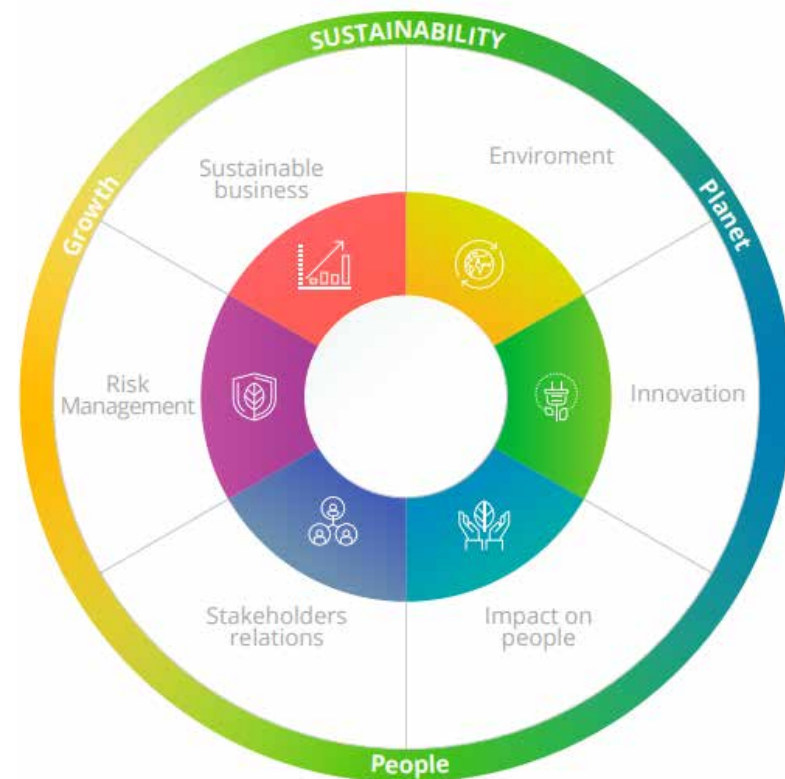 SUSTAINABILITY
Sustainable
business
Enviroment
Growth
Planet
Risk
Management
Innovation
Stakeholders
relations
Impact on
people
People